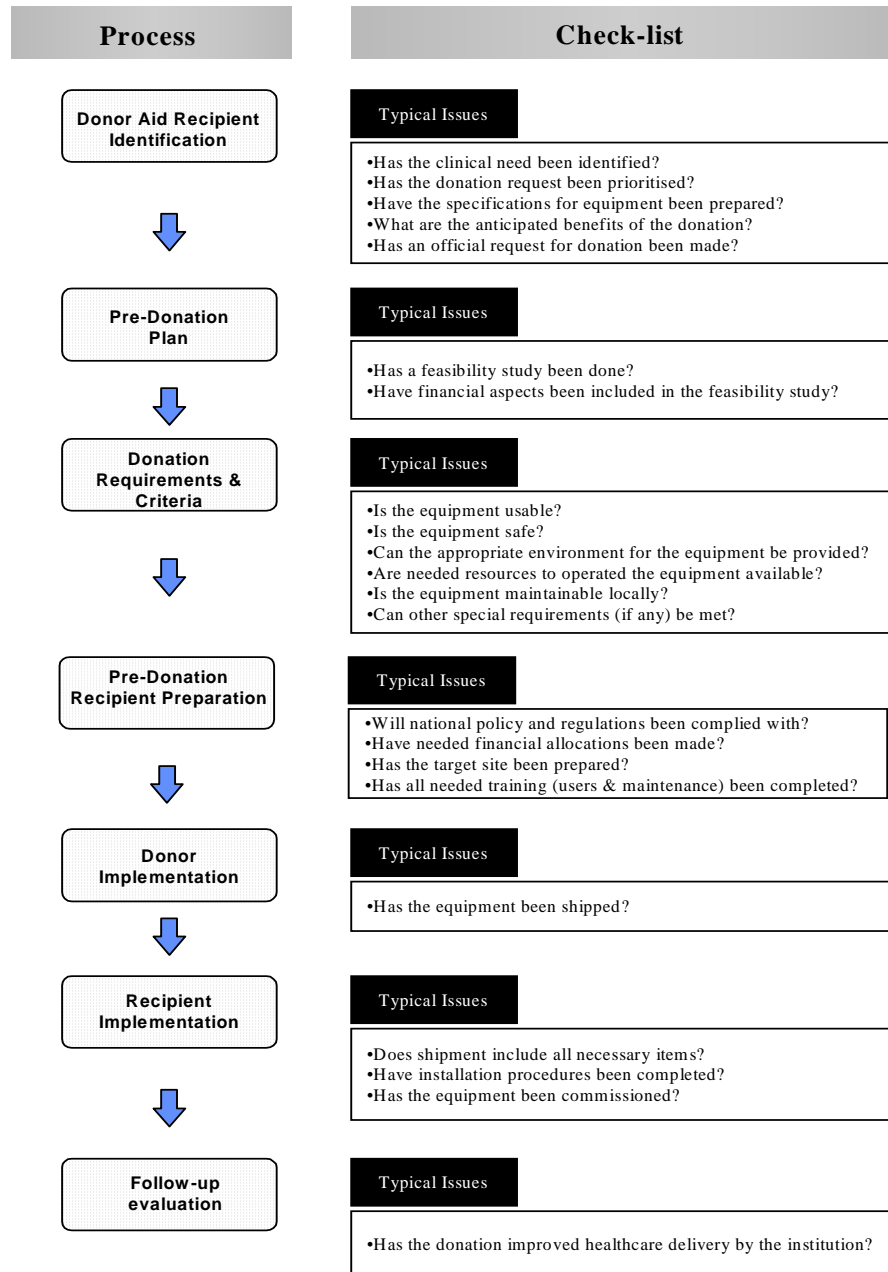 Process
Check-list
Donor Aid Recipient
Identification
Typical Issues
•Has the clinical need been identified?
•Has the donation request been prioritised?
•Have the specifications for equipment been prepared?
•What are the anticipated benefits of the donation?
•Has an official request for donation been made?
Pre-Donation
Plan
Typical Issues
•Has a feasibility study been done?
•Have financial aspects been included in the feasibility study?
Donation
Requirements &
Criteria
Typical Issues
•Is the equipment usable?
•Is the equipment safe?
•Can the appropriate environment for the equipment be provided?
•Are needed resources to operated the equipment available?
•Is the equipment maintainable locally?
•Can other special requirements (if any) be met?
Pre-Donation
Recipient Preparation
Typical Issues
•Will national policy and regulations been complied with?
•Have needed financial allocations been made?
•Has the target site been prepared?
•Has all needed training (users & maintenance) been completed?
Donor
Implementation
Typical Issues
•Has the equipment been shipped?
Recipient
Implementation
Typical Issues
•Does shipment include all necessary items?
•Have installation procedures been completed?
•Has the equipment been commissioned?
Follow-up
evaluation
Typical Issues
•Has the donation improved healthcare delivery by the institution?